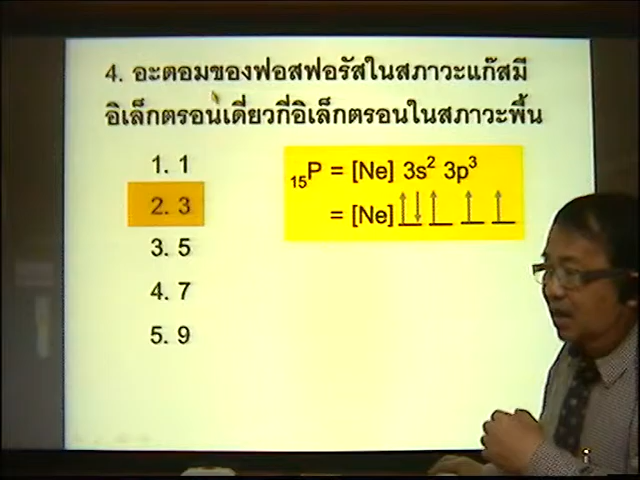 4. อะตอมของฟอสฟอรัสในสภาวะแก๊สมี
อิเล็กตรอนเดี่ยวกี่อิเล็กตรอนในสภาวะพื้น
1. 1
2. 3
3. 5
4. 7
5. 9
₁₅P = [Ne] 3s² 3p³
= [Ne] ↑↓ ↑ ↑ ↑